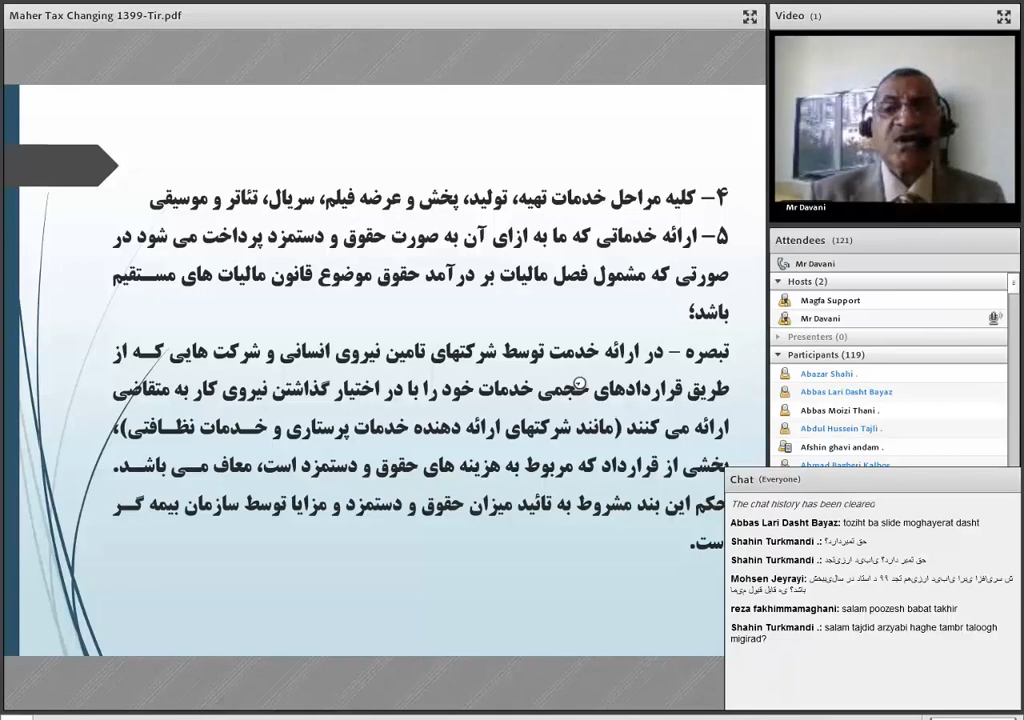 Maher Tax Changing 1399-Tir.pdf
۴– کلیه مراحل خدمات تهیه، تولید، پخش و عرضه فیلم، سریال، تئاتر و موسیقی
۵– ارائه خدماتی که ما به ازای آن به صورت حقوق و دستمزد پرداخت می شود در
صورتی که مشمول فصل مالیات بر درآمد حقوق موضوع قانون مالیات های مستقیم
باشد؛
تبصره – در ارائه خدمت توسط شرکتهای تامین نیروی انسانی و شرکت هایی که از
طریق قراردادهای حجمی خدمات خود را با در اختیار گذاشتن نیروی کار به متقاضی
ارائه می کنند (مانند شرکتهای ارائه دهنده خدمات پرستاری و خدمات نظافتی)،
بخشی از قرارداد که مربوط به هزینه های حقوق و دستمزد است، معاف می باشد.
حکم این بند مشروط به تائید میزان حقوق و دستمزد و مزایا توسط سازمان بیمه گر
است.
Video (1)
Mr Davani
Attendees (121)
Mr Davani
Hosts (2)
Magfa Support
Mr Davani
Presenters (0)
Participants (119)
Abazar Shahi .
Abbas Lari Dasht Bayaz
Abbas Moizi Thani .
Abdul Hussein Tajli .
Afshin ghavi andam .
Ahmad Bagheri Kalhor
Chat (Everyone)
The chat history has been cleared
Abbas Lari Dasht Bayaz: toziht ba slide moghayerat dasht
Shahin Turkmandi .:
Shahin Turkmandi .:
Mohsen Jeyrayi:
reza fakhimmamaghani: salam poozesh babat takhir
Shahin Turkmandi .: salam tajdid arzyabi haghe tambr taloogh
migirad?